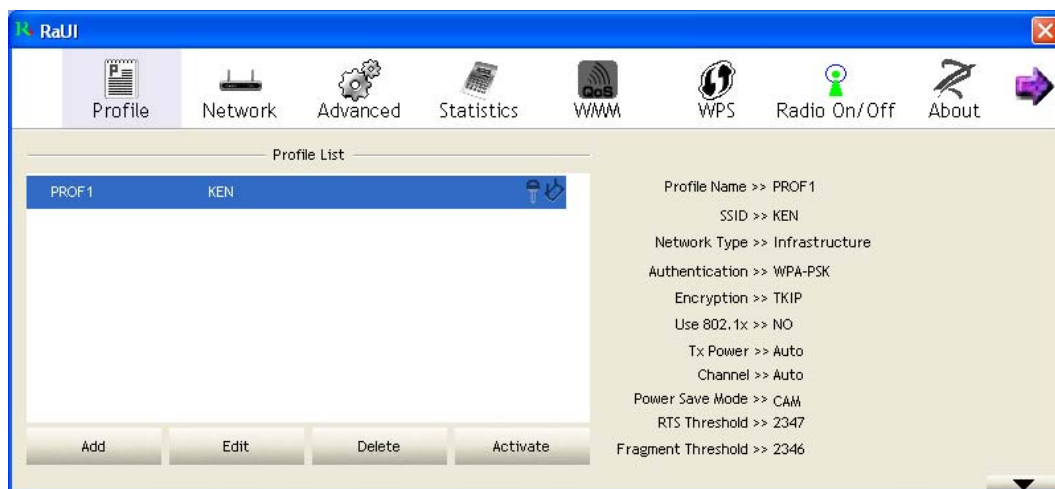 RaUI
Profile Network Advanced Statistics WMM WPS Radio On/Off About
P
QoS
Profile List
PROF1 KEN
Add Edit Delete Activate
Profile Name >> PROF1
SSID >> KEN
Network Type >> Infrastructure
Authentication >> WPA-PSK
Encryption >> TKIP
Use 802.1x >> NO
Tx Power >> Auto
Channel >> Auto
Power Save Mode >> CAM
RTS Threshold >> 2347
Fragment Threshold >> 2346